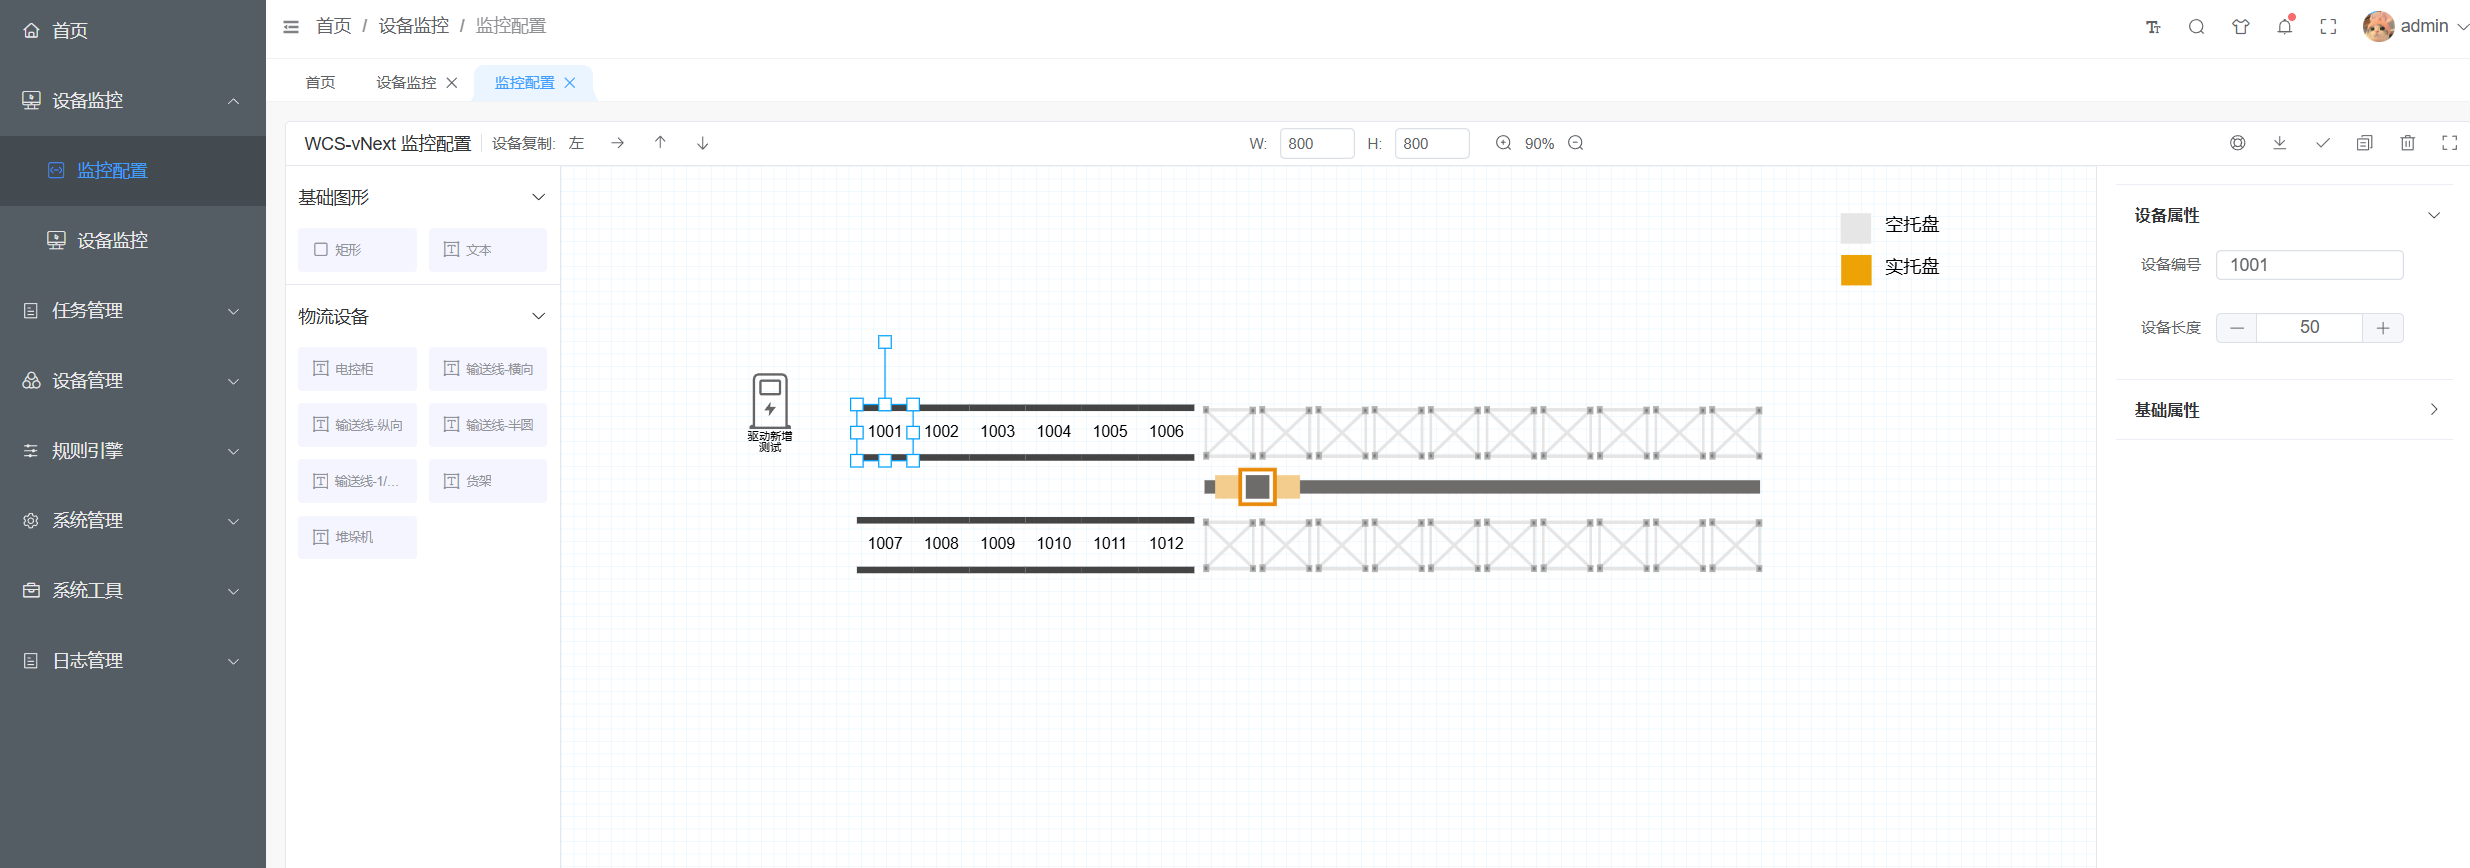 首页
设备监控
监控配置
设备监控
任务管理
设备管理
规则引擎
系统管理
系统工具
日志管理
首页 / 设备监控 / 监控配置
admin
首页 设备监控 监控配置
WCS-vNext 监控配置 设备复制: 左
W: 800 H: 800 90%
基础图形
矩形 文本
物流设备
电控柜 输送线-横向
输送线-纵向 输送线-半圆
输送线-1/... 货架
堆垛机
空托盘
实托盘
驱动新增
测试
1001 1002 1003 1004 1005 1006
1007 1008 1009 1010 1011 1012
设备属性
设备编号 1001
设备长度 50
基础属性